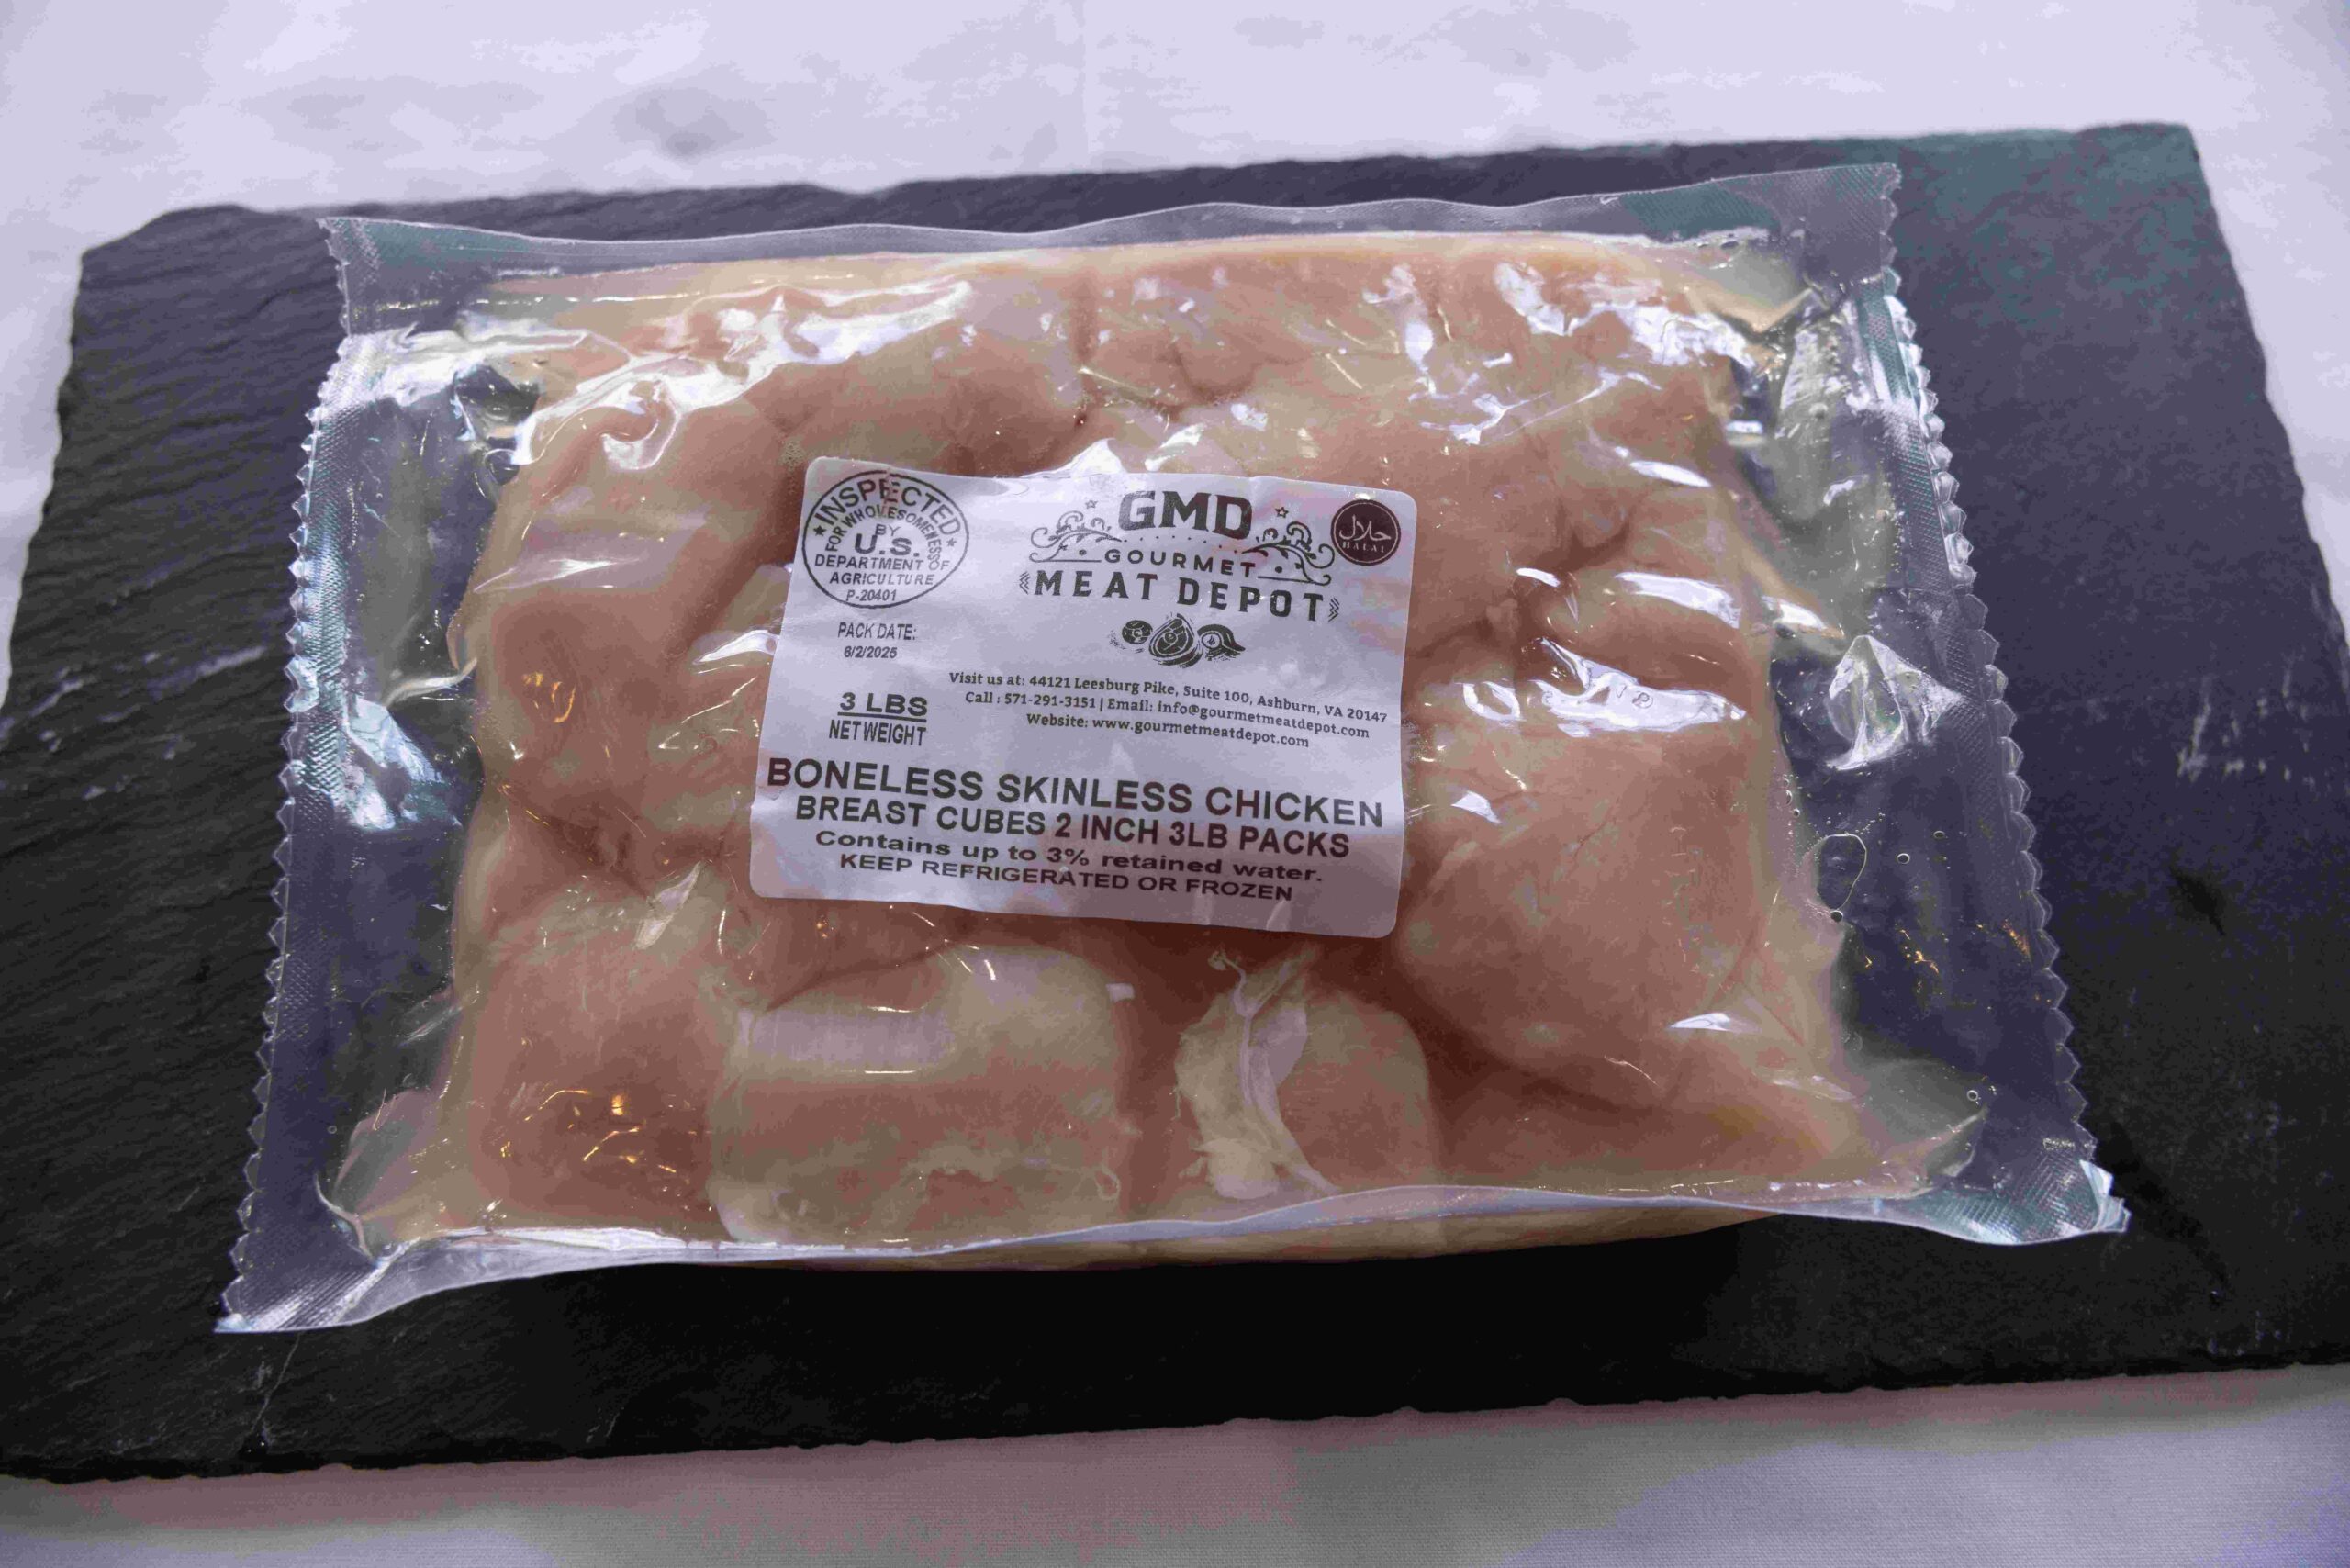 INSPECTED
FOR WHOLESOMENESS
BY
U.S.
DEPARTMENT OF
AGRICULTURE
P-20401
PACK DATE:
6/2/2025
3 LBS
NET WEIGHT
GMD
GOURMET
MEAT DEPOT
حلال
HALAL
Visit us at: 44121 Leesburg Pike, Suite 100, Ashburn, VA 20147
Call : 571-291-3151 | Email: info@gourmetmeatdepot.com
Website: www.gourmetmeatdepot.com
BONELESS SKINLESS CHICKEN
BREAST CUBES 2 INCH 3LB PACKS
Contains up to 3% retained water.
KEEP REFRIGERATED OR FROZEN